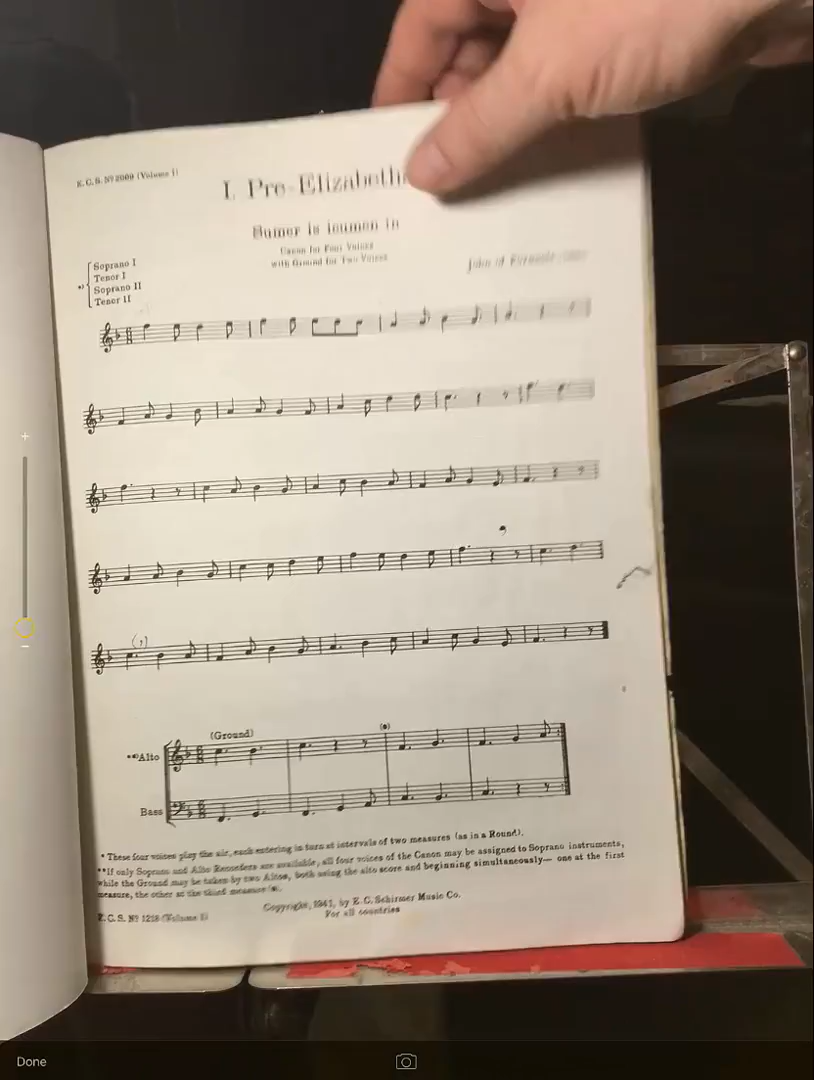 E. C. S. Nº 2009 (Volume I)
I. Pre-Elizabeth
Sumer is icumen in
Canon for Four Voices
with Ground for Two Voices
John of
Soprano I
Tenor I
*) Soprano II
Tenor II
(,)
(Ground)
**Alto
Bass
* These four voices play the air, each entering in turn at intervals of two measures (as in a Round).
**If only Soprano and Alto Recorders are available, all four voices of the Canon may be assigned to Soprano instruments,
while the Ground may be taken by two Altos, both using the alto score and beginning simultaneously— one at the first
measure, the other at the third measure
Copyright, 1941, by E. C. Schirmer Music Co.
For all countries
E. C. S. Nº 1218 (Volume I)
Done